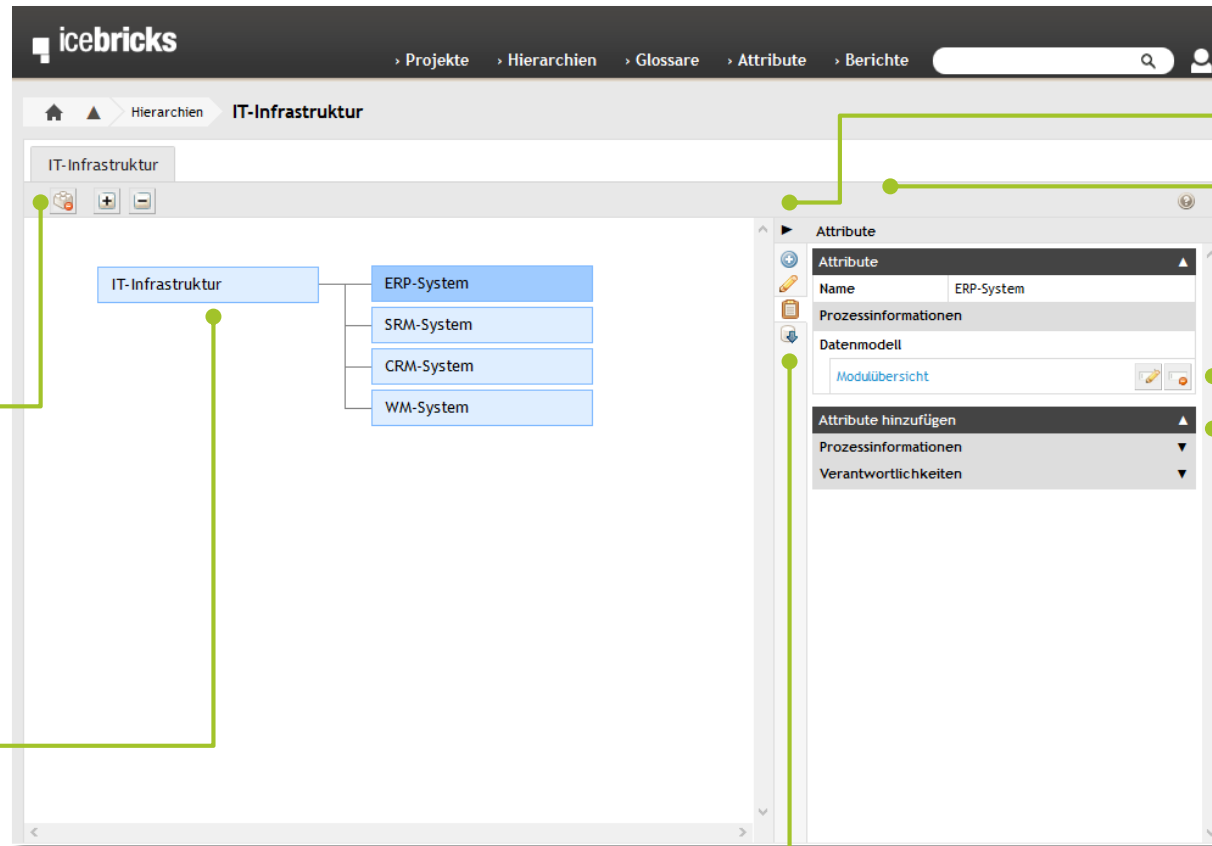 icebricks
› Projekte › Hierarchien › Glossare › Attribute › Berichte
Hierarchien IT-Infrastruktur
IT-Infrastruktur
Attribute
IT-Infrastruktur
ERP-System
SRM-System
CRM-System
WM-System
Attribute
Name ERP-System
Prozessinformationen
Datenmodell
Modulübersicht
Attribute hinzufügen
Prozessinformationen
Verantwortlichkeiten